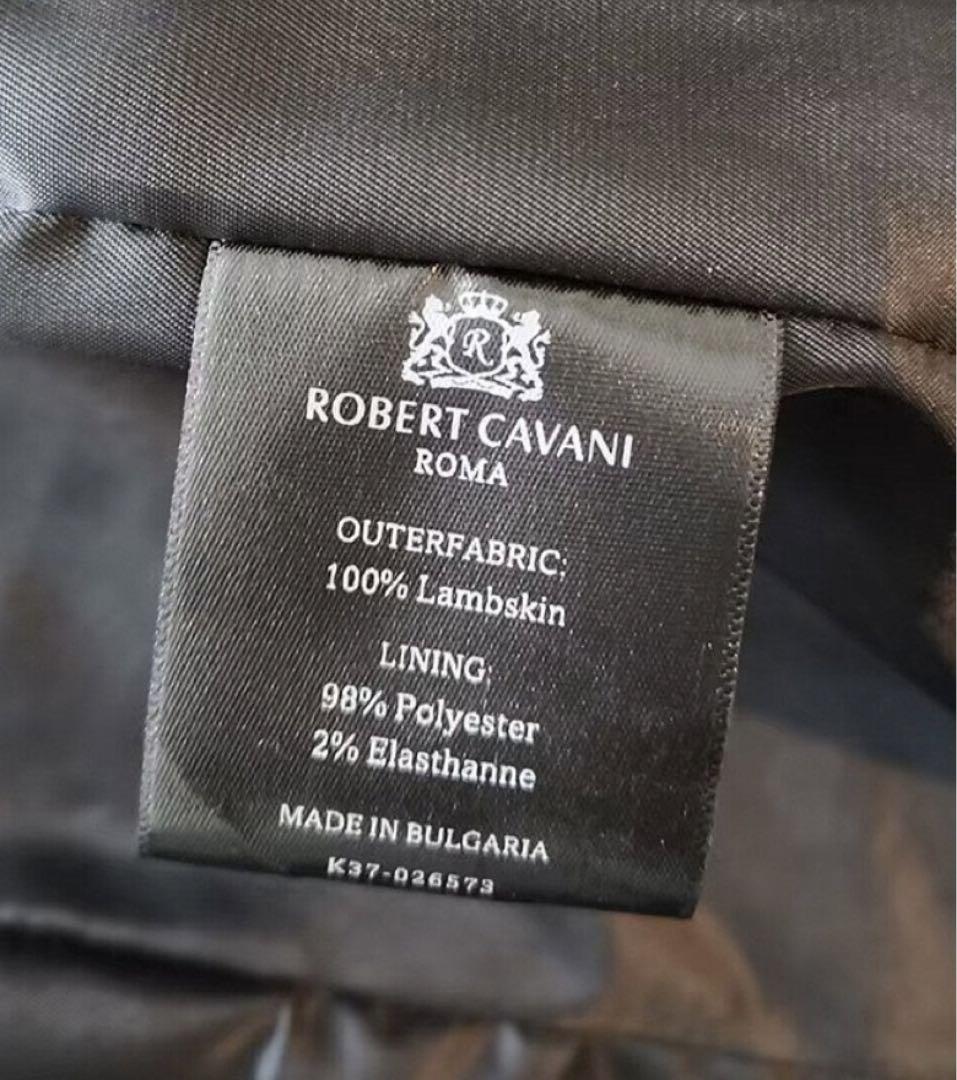 R
ROBERT CAVANI
ROMA
OUTERFABRIC:
100% Lambskin
LINING:
98% Polyester
2% Elasthanne
MADE IN BULGARIA
K37-026573